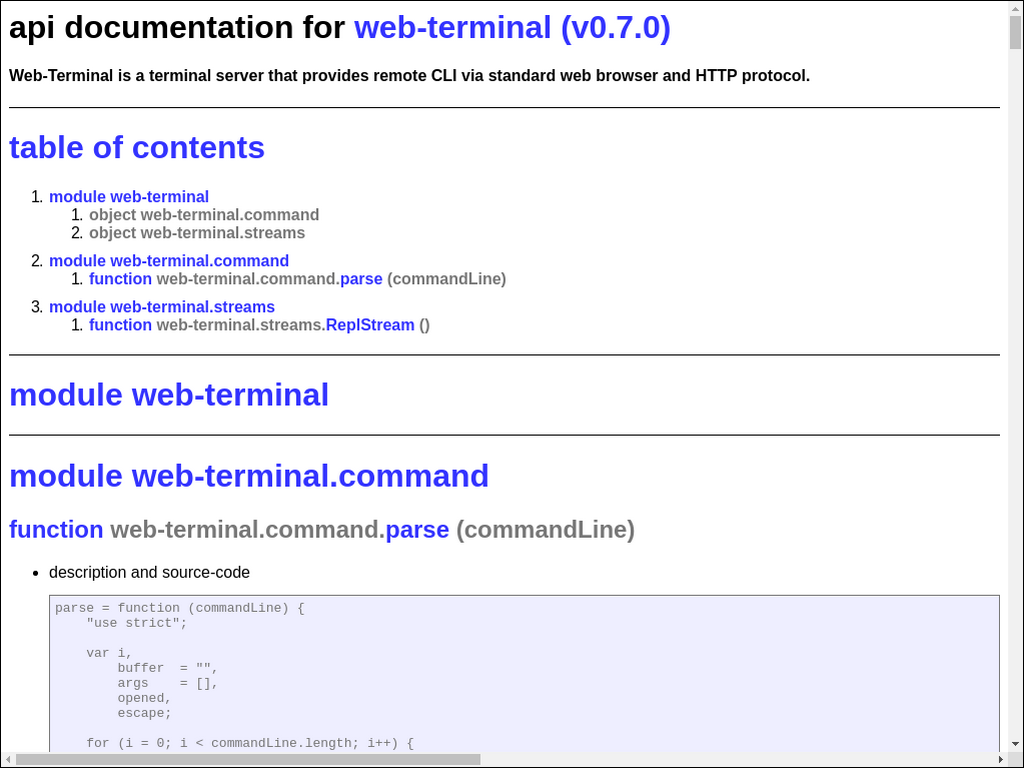 api documentation for web-terminal (v0.7.0)
Web-Terminal is a terminal server that provides remote CLI via standard web browser and HTTP protocol.
table of contents
1. module web-terminal
1. object web-terminal.command
2. object web-terminal.streams
2. module web-terminal.command
1. function web-terminal.command.parse (commandLine)
3. module web-terminal.streams
1. function web-terminal.streams.ReplStream ()
module web-terminal
module web-terminal.command
function web-terminal.command.parse (commandLine)
• description and source-code
parse = function (commandLine) {
    "use strict";
    var i,
        buffer  = "",
        args    = [],
        opened,
        escape;
    for (i = 0; i < commandLine.length; i++) {